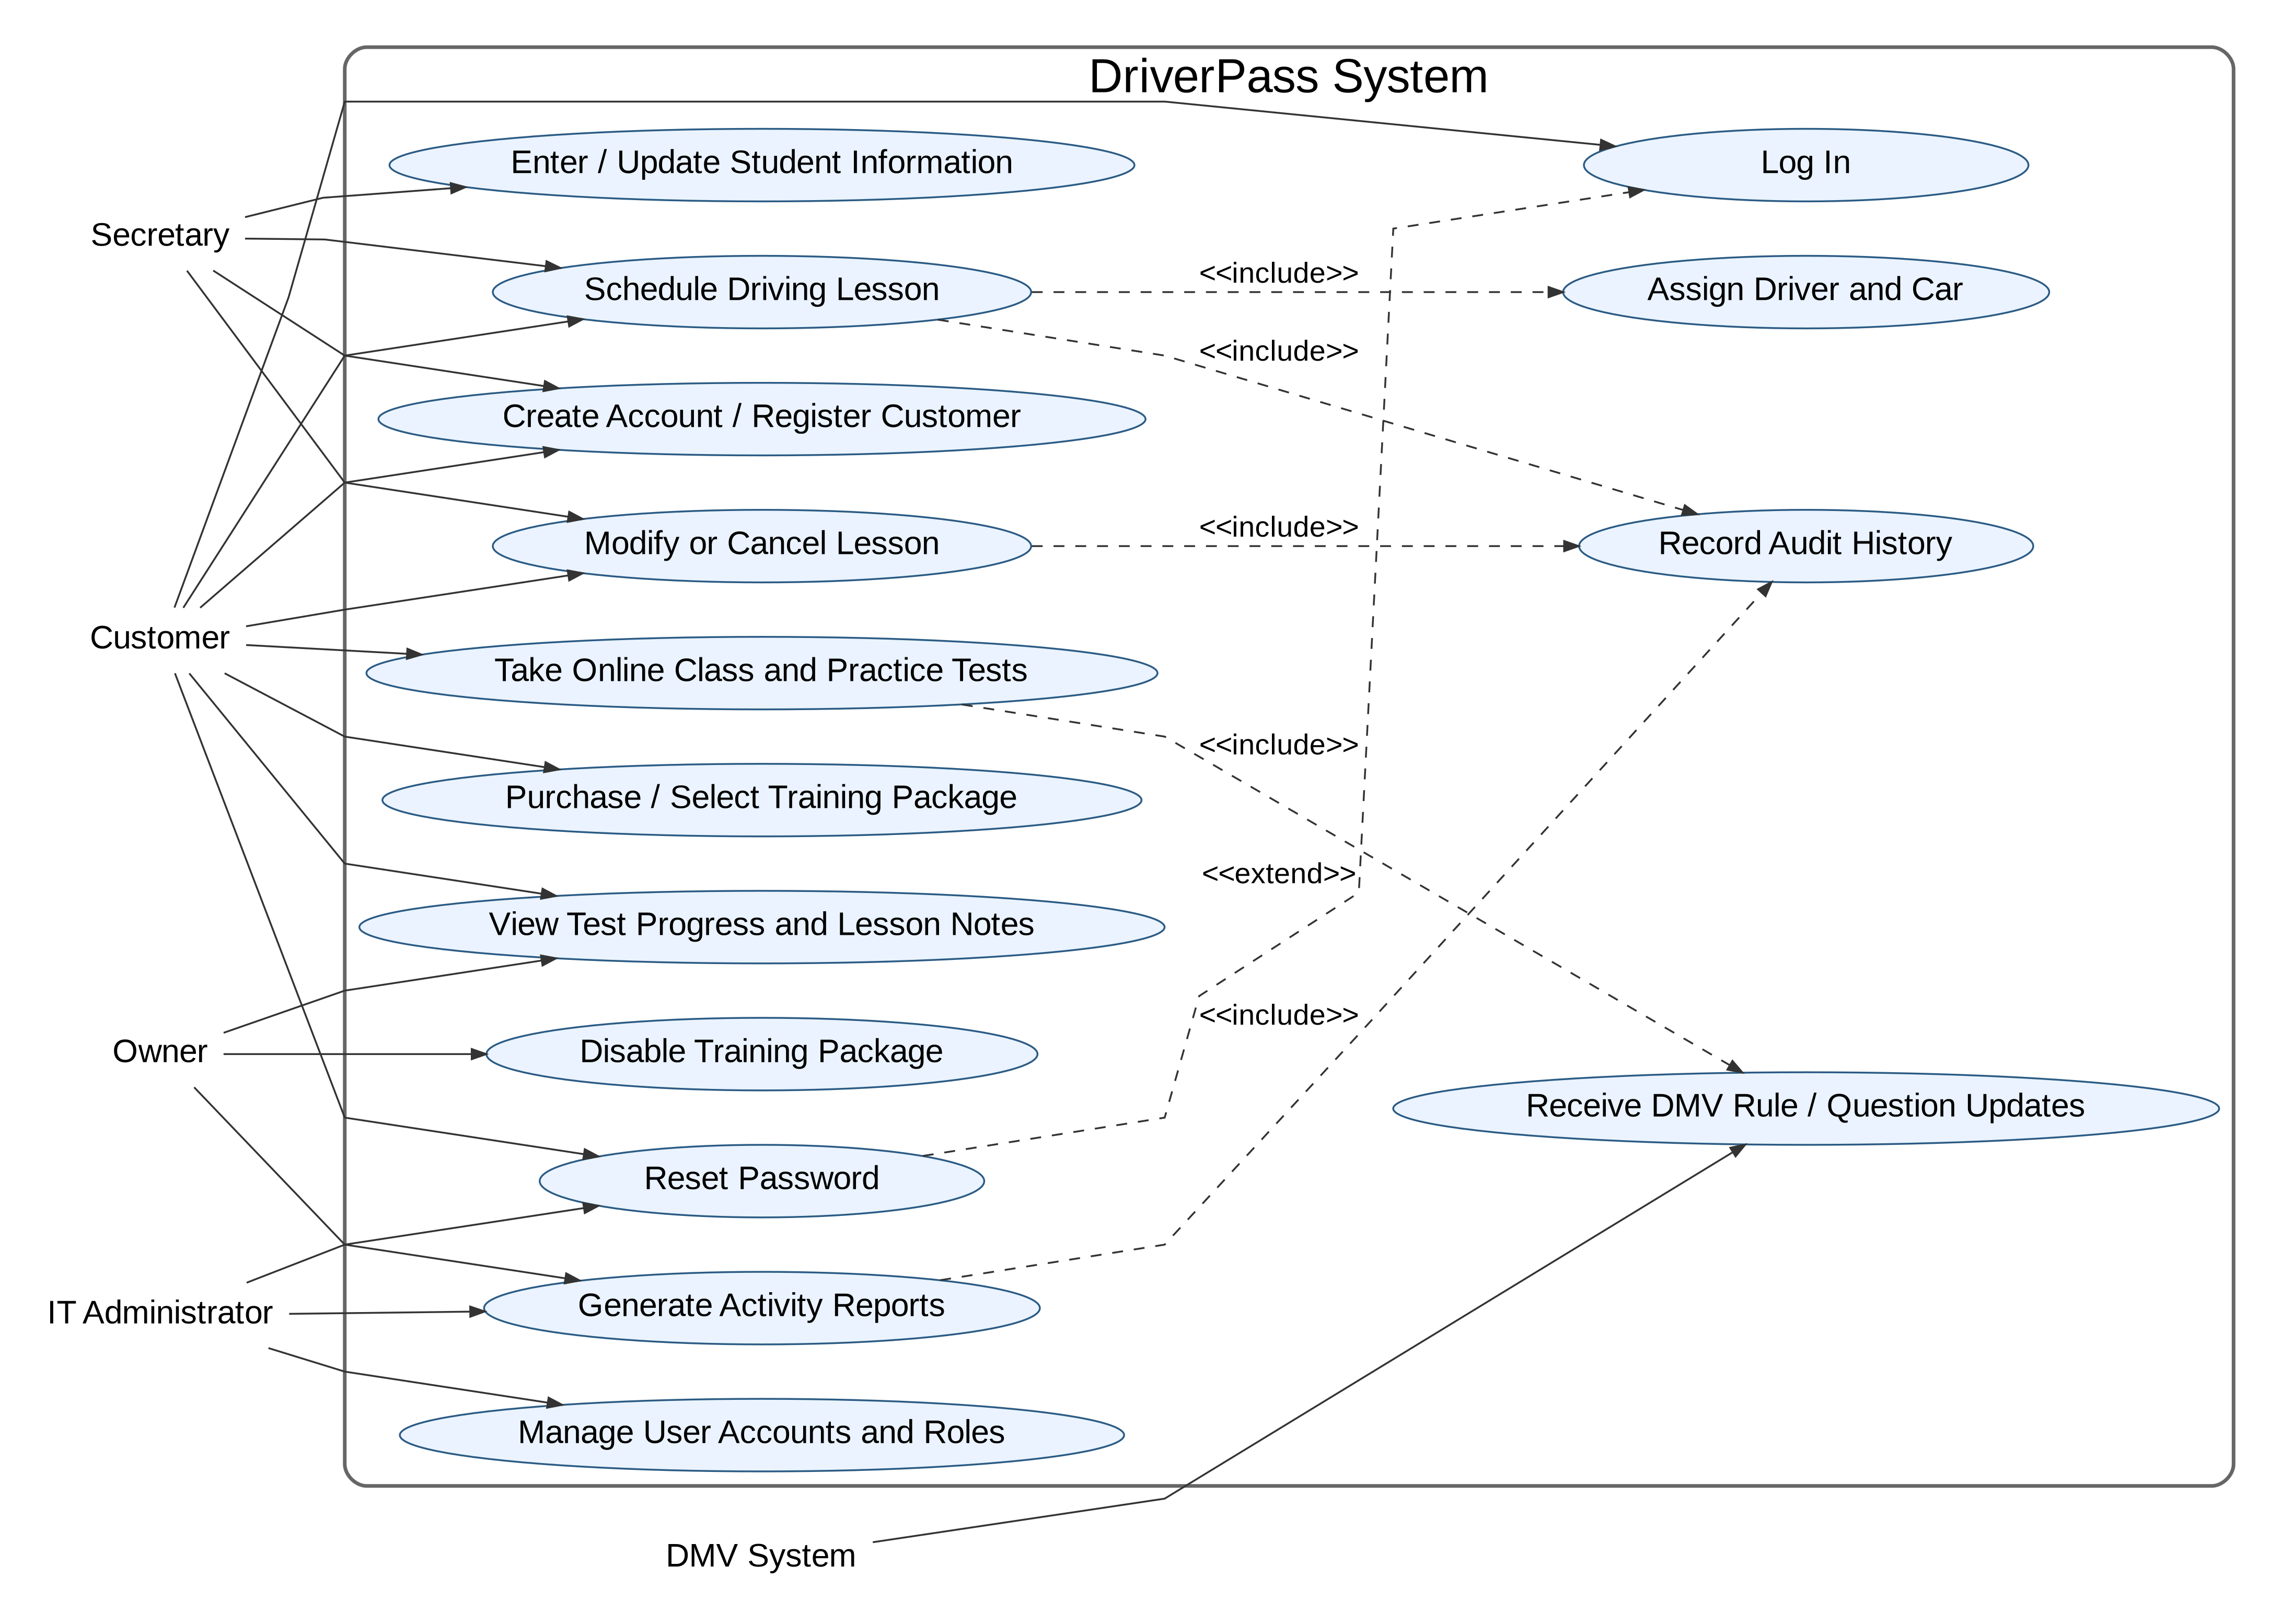 DriverPass System
Enter / Update Student Information
Log In
Secretary
Schedule Driving Lesson
<<include>>
Assign Driver and Car
<<include>>
Create Account / Register Customer
<<include>>
Modify or Cancel Lesson
Record Audit History
Customer
Take Online Class and Practice Tests
<<include>>
Purchase / Select Training Package
<<extend>>
View Test Progress and Lesson Notes
<<include>>
Owner
Disable Training Package
Receive DMV Rule / Question Updates
Reset Password
IT Administrator
Generate Activity Reports
Manage User Accounts and Roles
DMV System